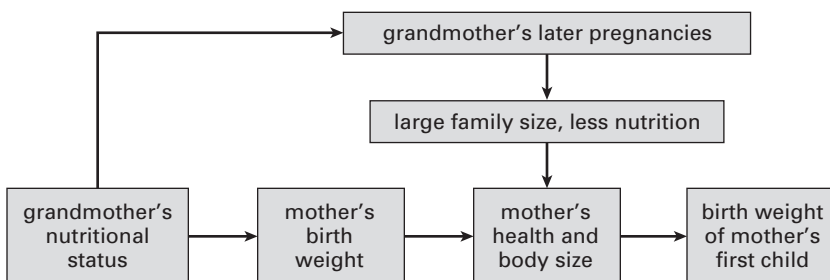 grandmother’s later pregnancies
large family size, less nutrition
grandmother’s
nutritional
status
mother’s
birth
weight
mother’s
health and
body size
birth weight
of mother’s
first child